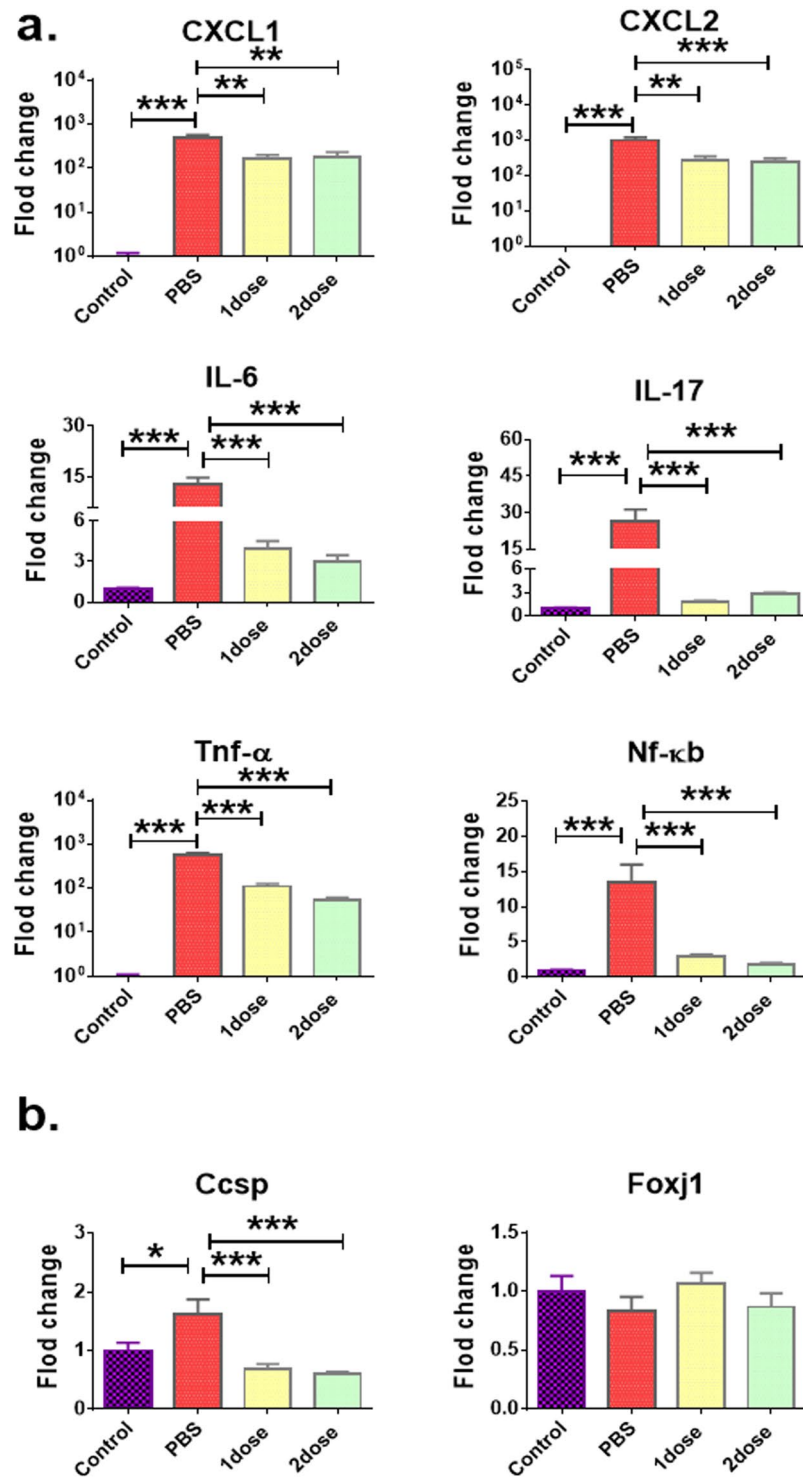 a.
CXCL1
Flod change
10⁴
10³
10²
10¹
10⁰
***
**
**
Control
PBS
1dose
2dose
CXCL2
Flod change
10⁵
10⁴
10³
10²
10¹
10⁰
***
**
***
Control
PBS
1dose
2dose
IL-6
Flod change
30
15
6
3
0
***
***
***
Control
PBS
1dose
2dose
IL-17
Flod change
60
45
30
15
6
3
0
***
***
***
Control
PBS
1dose
2dose
Tnf-α
Flod change
10⁴
10³
10²
10¹
10⁰
***
***
***
Control
PBS
1dose
2dose
Nf-κb
Flod change
25
20
15
10
5
0
***
***
***
Control
PBS
1dose
2dose
b.
Ccsp
Flod change
3
2
1
0
*
***
***
Control
PBS
1dose
2dose
Foxj1
Flod change
1.5
1.0
0.5
0.0
Control
PBS
1dose
2dose